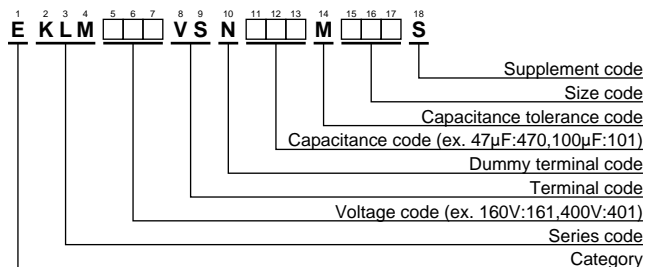 1 2 3 4 5 6 7 8 9 10 11 12 13 14 15 16 17 18
E K L M □□□ V S N □□□ M □□□ S
Supplement code
Size code
Capacitance tolerance code
Capacitance code (ex. 47µF:470,100µF:101)
Dummy terminal code
Terminal code
Voltage code (ex. 160V:161,400V:401)
Series code
Category